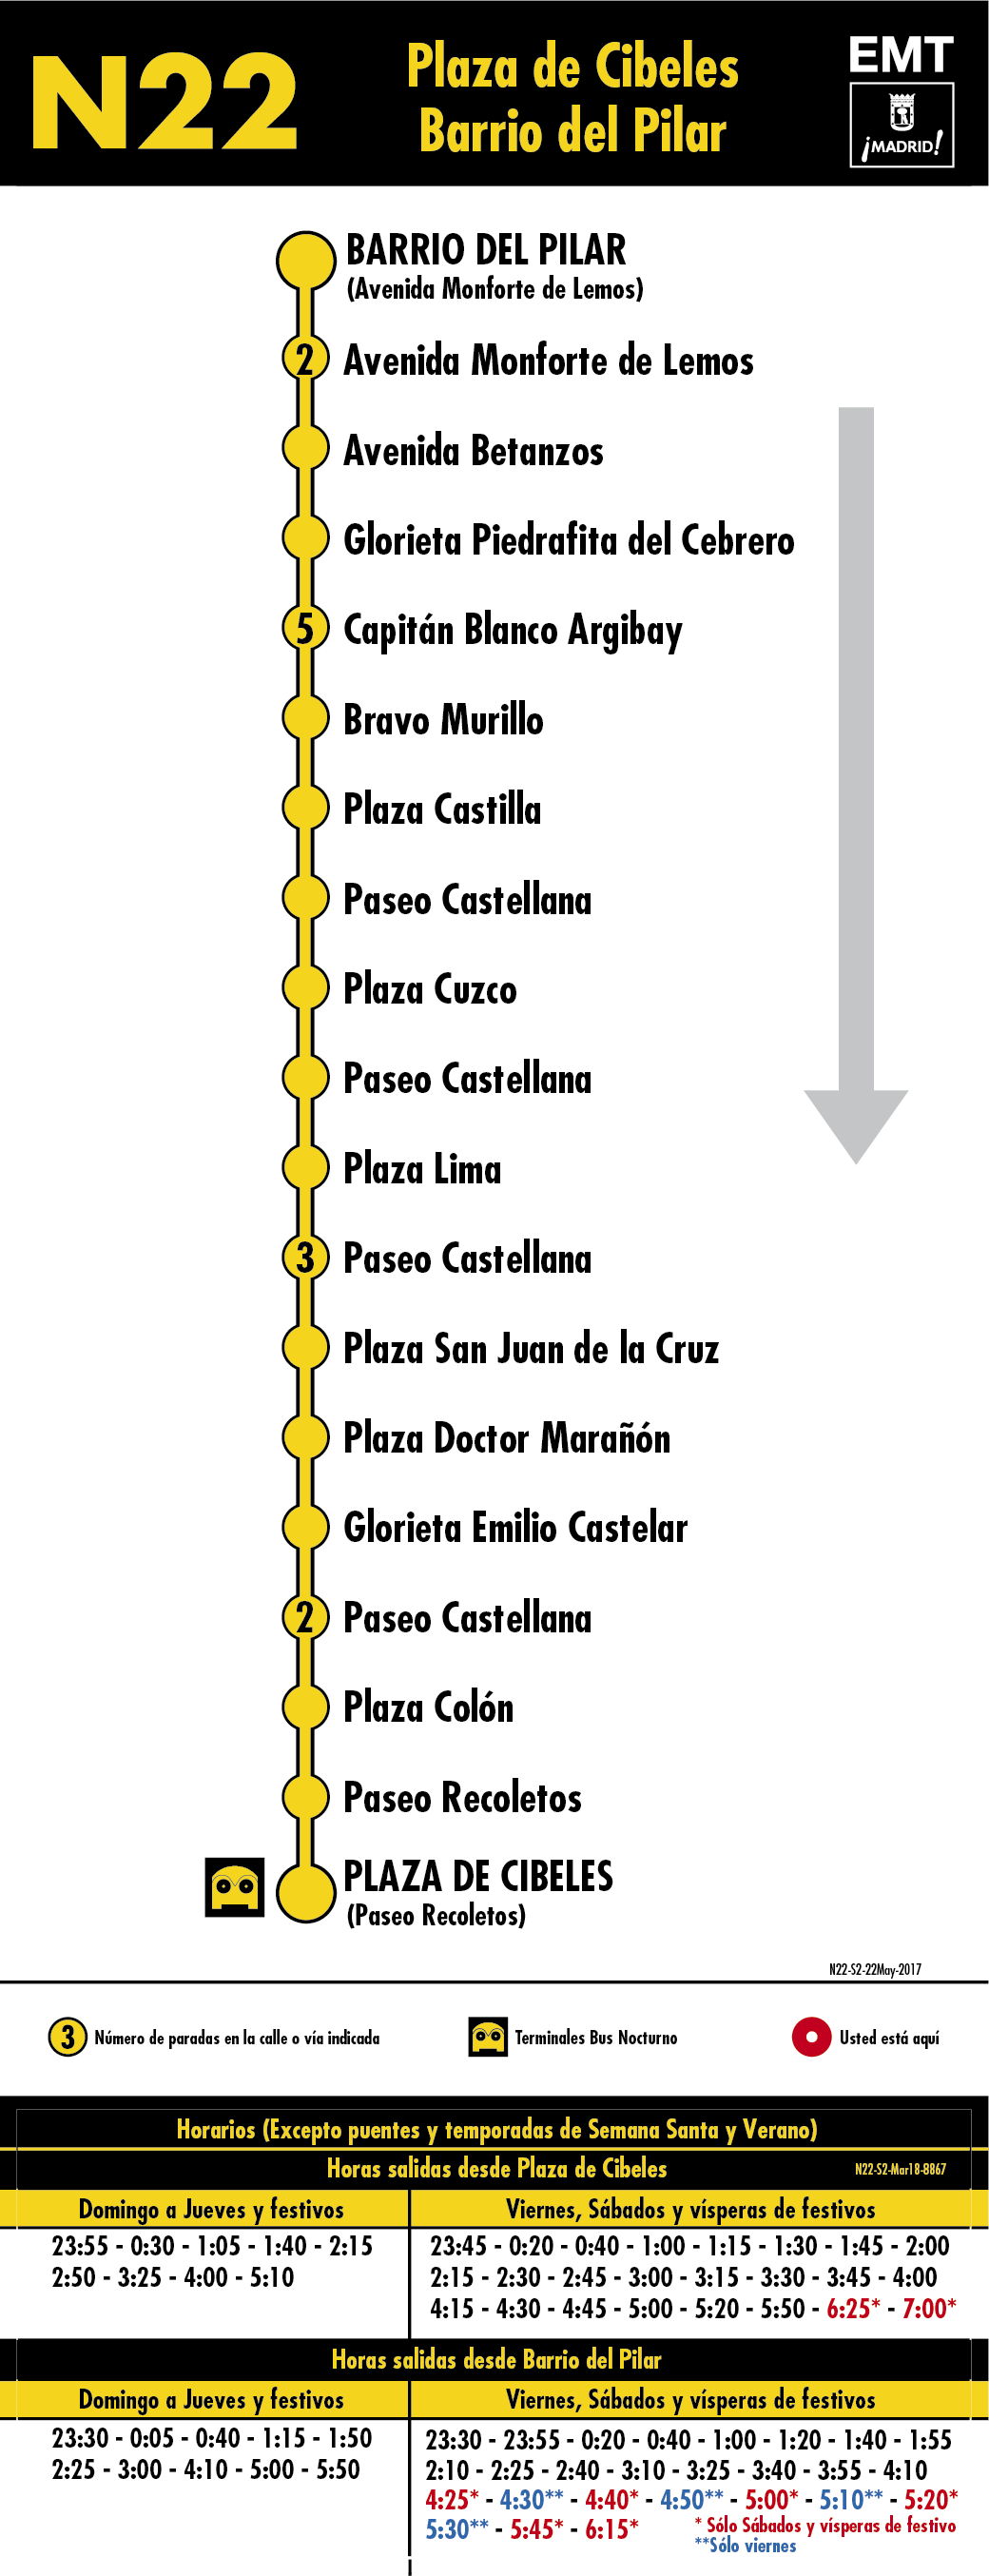 N22
Plaza de Cibeles
Barrio del Pilar
EMT
¡MADRID!
BARRIO DEL PILAR
(Avenida Monforte de Lemos)
2 Avenida Monforte de Lemos
Avenida Betanzos
Glorieta Piedrafita del Cebrero
5 Capitán Blanco Argibay
Bravo Murillo
Plaza Castilla
Paseo Castellana
Plaza Cuzco
Paseo Castellana
Plaza Lima
3 Paseo Castellana
Plaza San Juan de la Cruz
Plaza Doctor Marañón
Glorieta Emilio Castelar
2 Paseo Castellana
Plaza Colón
Paseo Recoletos
PLAZA DE CIBELES
(Paseo Recoletos)
N22-S2-22May-2017
3 Número de paradas en la calle o vía indicada
Terminales Bus Nocturno
Usted está aquí
Horarios (Excepto puentes y temporadas de Semana Santa y Verano)
Horas salidas desde Plaza de Cibeles
N22-S2-Mar18-8867
Domingo a Jueves y festivos
23:55 - 0:30 - 1:05 - 1:40 - 2:15
2:50 - 3:25 - 4:00 - 5:10
Viernes, Sábados y vísperas de festivos
23:45 - 0:20 - 0:40 - 1:00 - 1:15 - 1:30 - 1:45 - 2:00
2:15 - 2:30 - 2:45 - 3:00 - 3:15 - 3:30 - 3:45 - 4:00
4:15 - 4:30 - 4:45 - 5:00 - 5:20 - 5:50 - 6:25* - 7:00*
Horas salidas desde Barrio del Pilar
Domingo a Jueves y festivos
23:30 - 0:05 - 0:40 - 1:15 - 1:50
2:25 - 3:00 - 4:10 - 5:00 - 5:50
Viernes, Sábados y vísperas de festivos
23:30 - 23:55 - 0:20 - 0:40 - 1:00 - 1:20 - 1:40 - 1:55
2:10 - 2:25 - 2:40 - 3:10 - 3:25 - 3:40 - 3:55 - 4:10
4:25* - 4:30** - 4:40* - 4:50** - 5:00* - 5:10** - 5:20*
5:30** - 5:45* - 6:15*
* Sólo Sábados y vísperas de festivo
**Sólo viernes